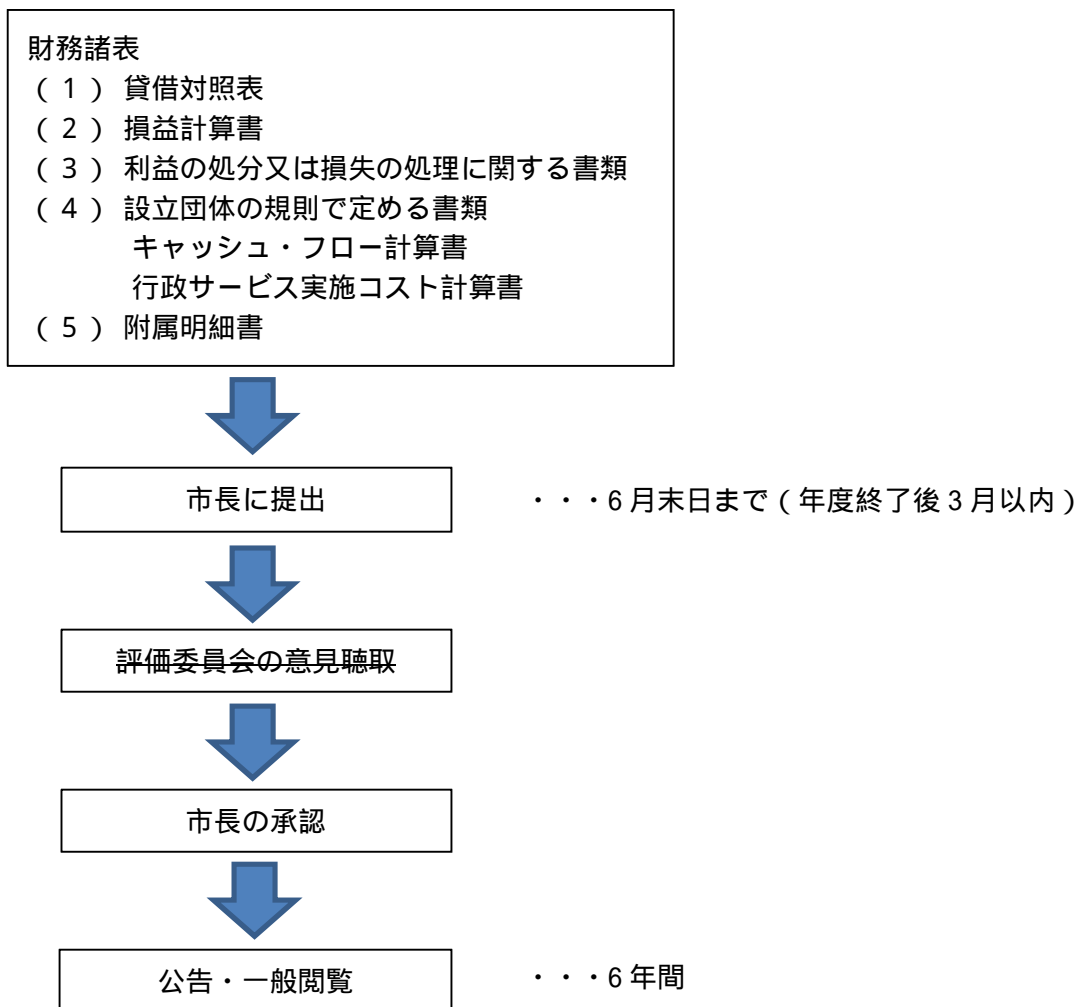 財務諸表
（１） 貸借対照表
（２） 損益計算書
（３） 利益の処分又は損失の処理に関する書類
（４） 設立団体の規則で定める書類
キャッシュ・フロー計算書
行政サービス実施コスト計算書
（５） 附属明細書
市長に提出 ・・・6月末日まで（年度終了後3月以内）
評価委員会の意見聴取
市長の承認
公告・一般閲覧 ・・・6年間